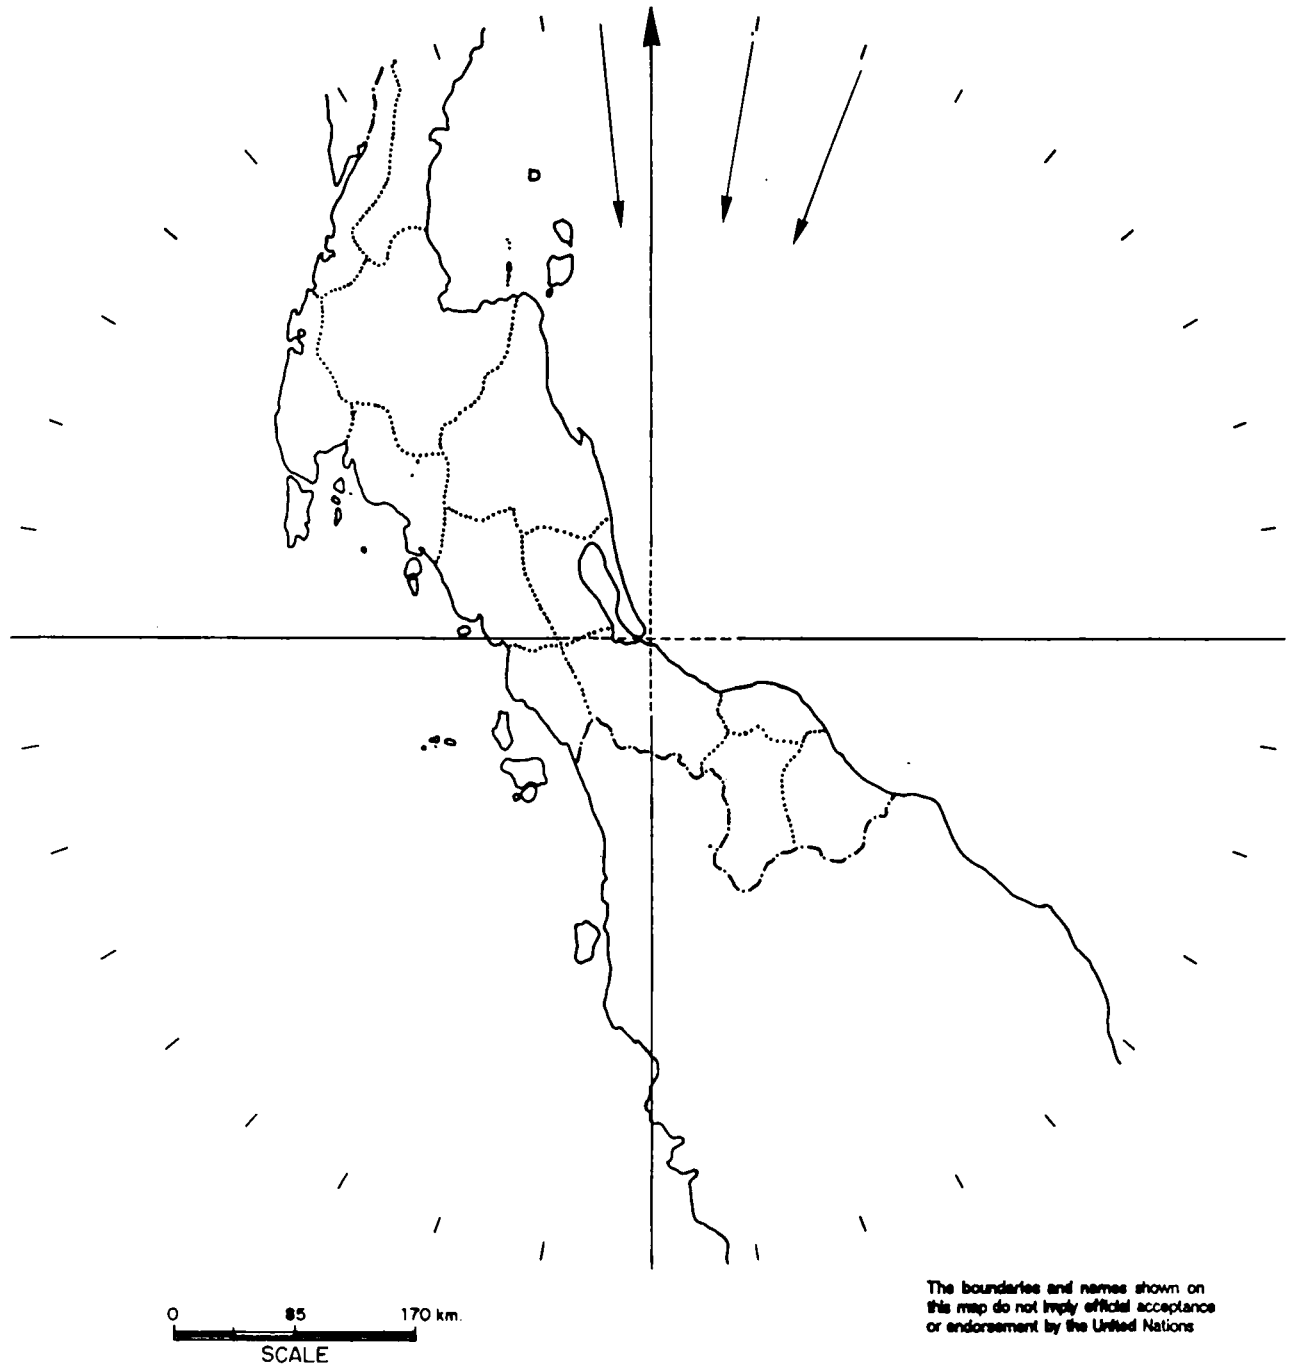 0 85 170 km.
SCALE
The boundaries and names shown on
this map do not imply official acceptance
or endorsement by the United Nations